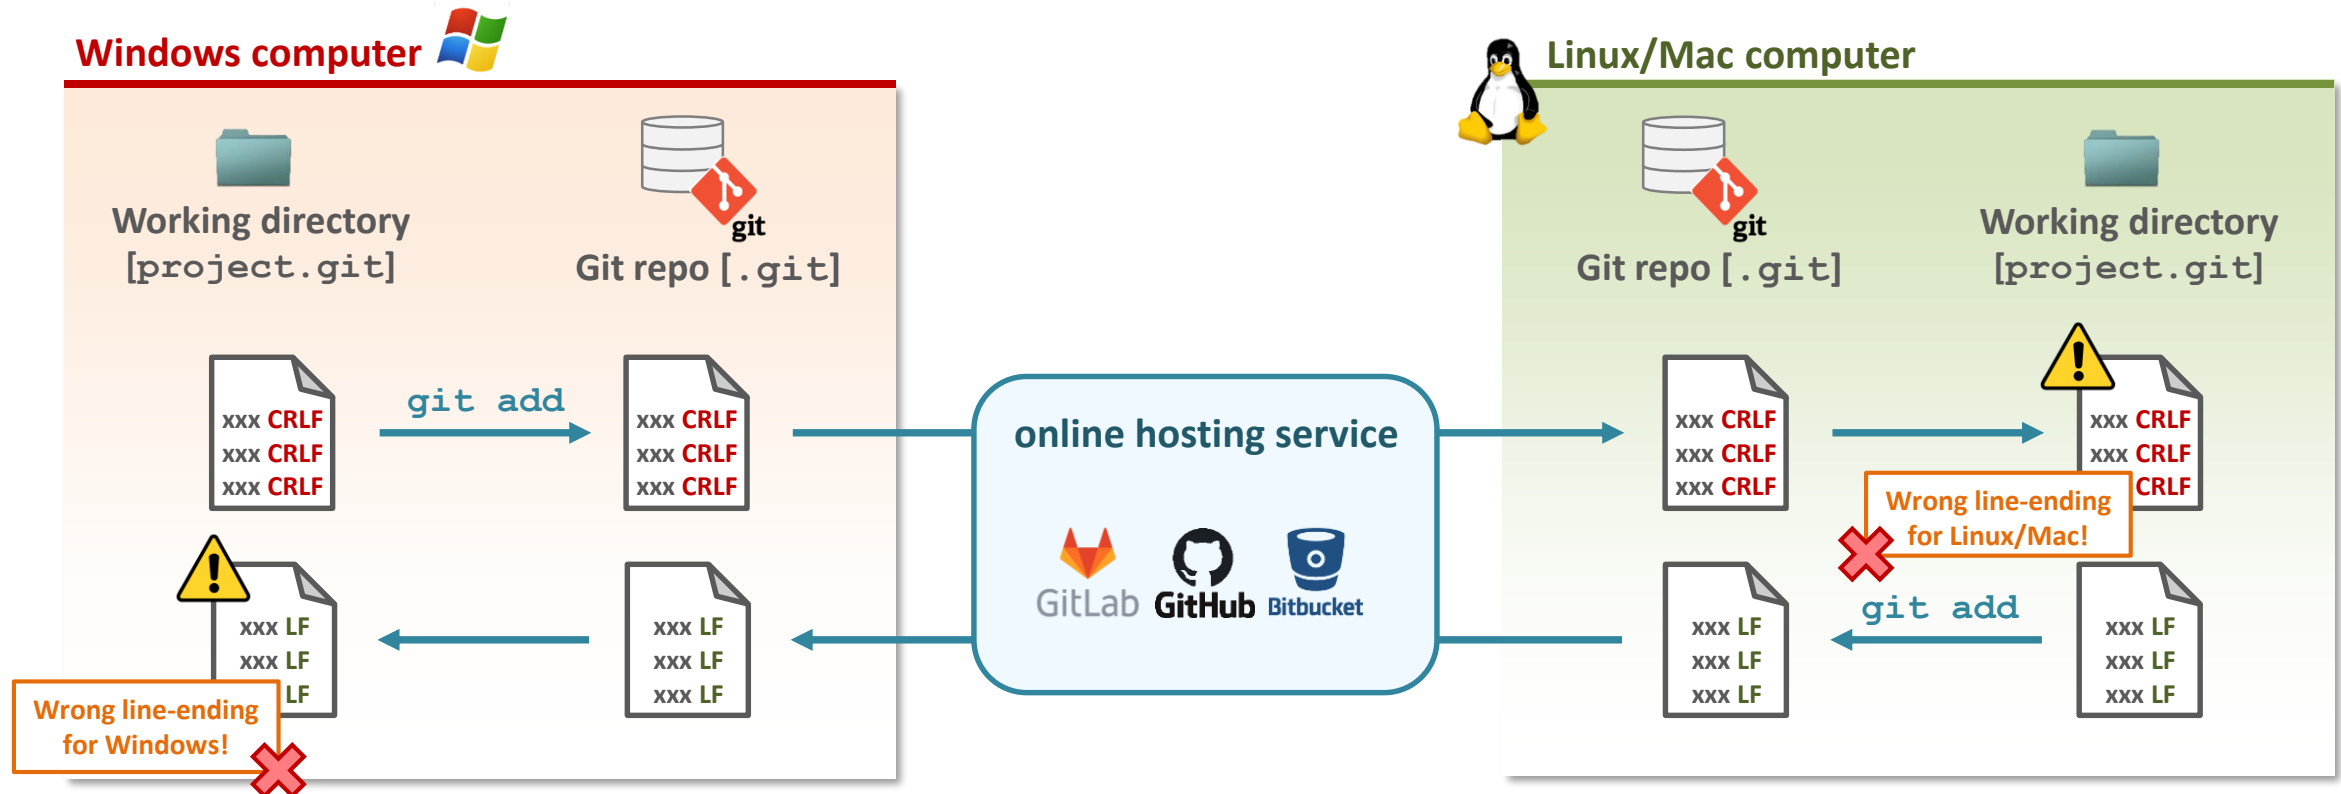 Windows computer
Linux/Mac computer
Working directory
[project.git]
git
Git repo [.git]
git
Git repo [.git]
Working directory
[project.git]
xxx CRLF
xxx CRLF
xxx CRLF
git add
xxx CRLF
xxx CRLF
xxx CRLF
online hosting service
GitLab
GitHub
Bitbucket
xxx CRLF
xxx CRLF
xxx CRLF
xxx CRLF
xxx CRLF
CRLF
Wrong line-ending
for Linux/Mac!
xxx LF
xxx LF
LF
Wrong line-ending
for Windows!
xxx LF
xxx LF
xxx LF
xxx LF
xxx LF
xxx LF
git add
xxx LF
xxx LF
xxx LF